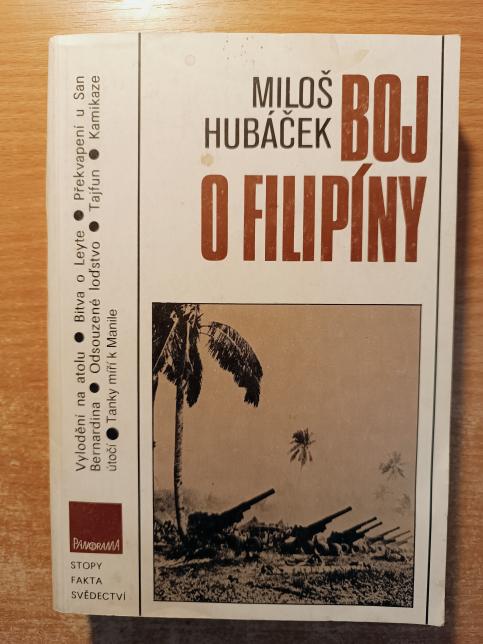 MILOŠ
HUBÁČEK
BOJ
O FILIPÍNY
Vylodění na atolu ● Bitva o Leyte ● Překvapení u San
Bernardina ● Odsouzené loďstvo ● Tajfun ● Kamikaze
útočí ● Tanky míří k Manile
PANORAMA
STOPY
FAKTA
SVĚDECTVÍ